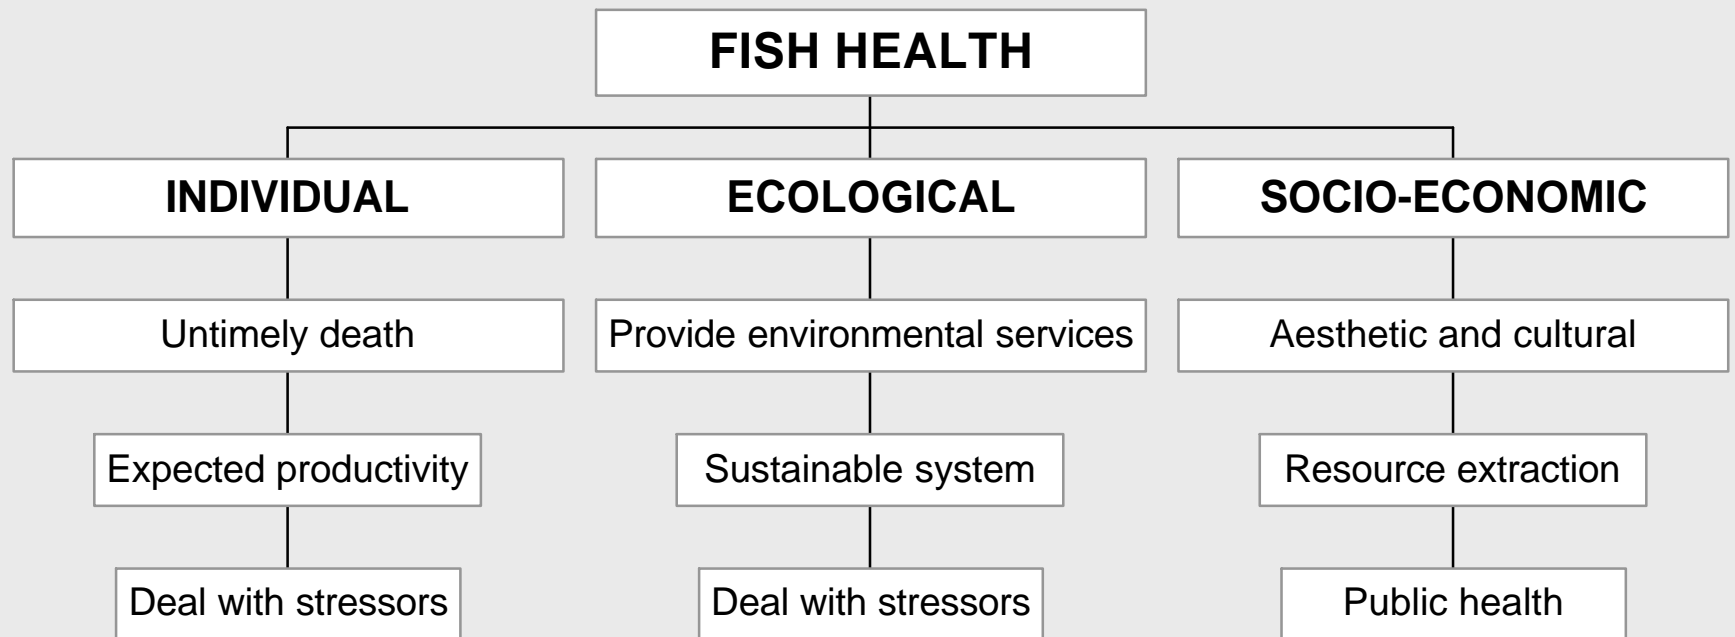 FISH HEALTH
INDIVIDUAL
ECOLOGICAL
SOCIO-ECONOMIC
Untimely death
Provide environmental services
Aesthetic and cultural
Expected productivity
Sustainable system
Resource extraction
Deal with stressors
Deal with stressors
Public health